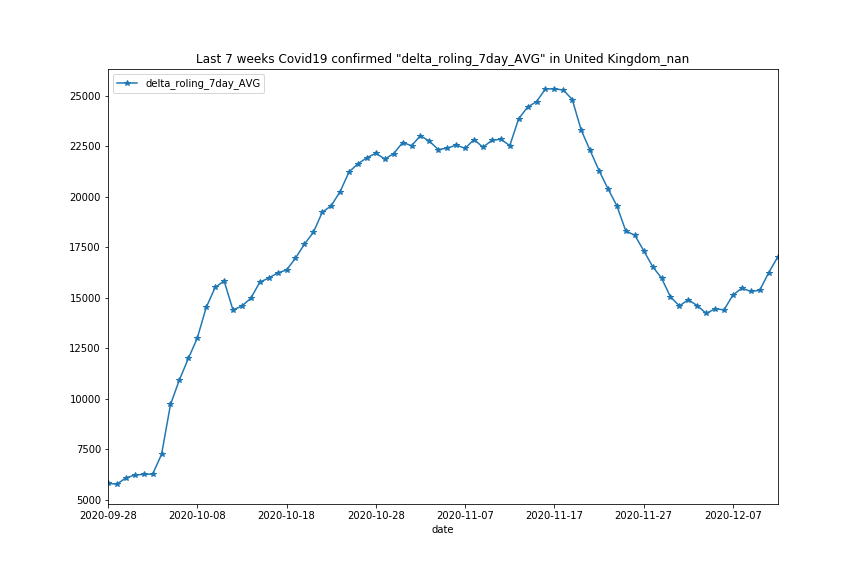 Last 7 weeks Covid19 confirmed "delta_roling_7day_AVG" in United Kingdom_nan
delta_roling_7day_AVG
25000
22500
20000
17500
15000
12500
10000
7500
5000
2020-09-28 2020-10-08 2020-10-18 2020-10-28 2020-11-07 2020-11-17 2020-11-27 2020-12-07
date